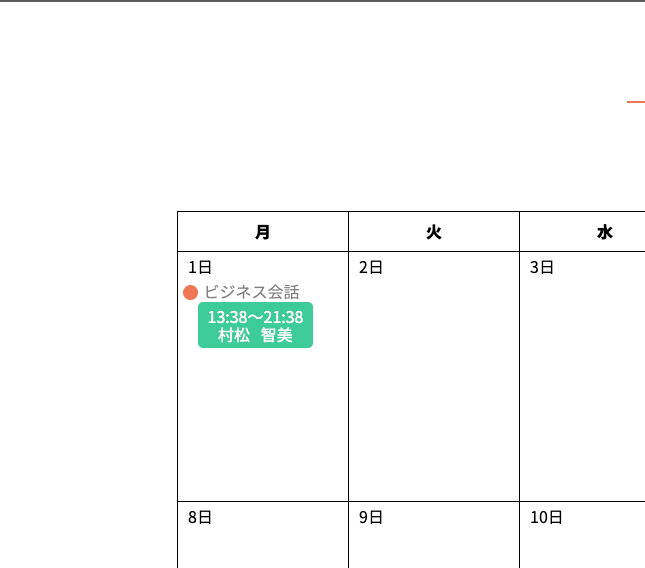 月 火 水
1日 2日 3日
ビジネス会話
13:38〜21:38
村松 智美
8日 9日 10日